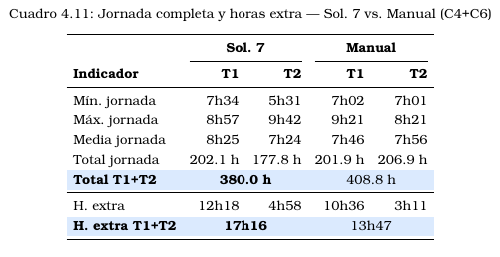 Cuadro 4.11: Jornada completa y horas extra — Sol. 7 vs. Manual (C4+C6)
Sol. 7 Manual
Indicador T1 T2 T1 T2
Mín. jornada 7h34 5h31 7h02 7h01
Máx. jornada 8h57 9h42 9h21 8h21
Media jornada 8h25 7h24 7h46 7h56
Total jornada 202.1 h 177.8 h 201.9 h 206.9 h
Total T1+T2 380.0 h 408.8 h
H. extra 12h18 4h58 10h36 3h11
H. extra T1+T2 17h16 13h47